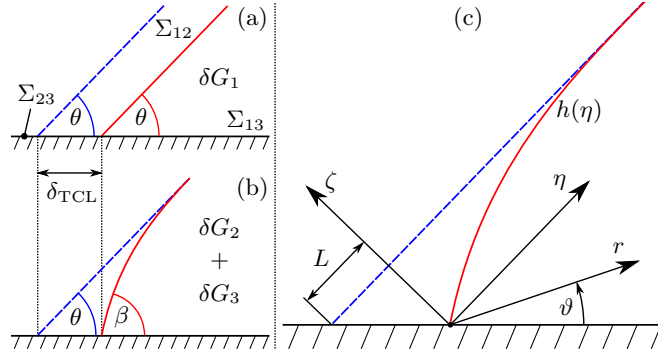 (a)
Σ12
δG1
Σ23
θ
θ
Σ13
δTCL
(b)
δG2
+
δG3
θ
β
(c)
h(η)
ζ
η
L
r
ϑ